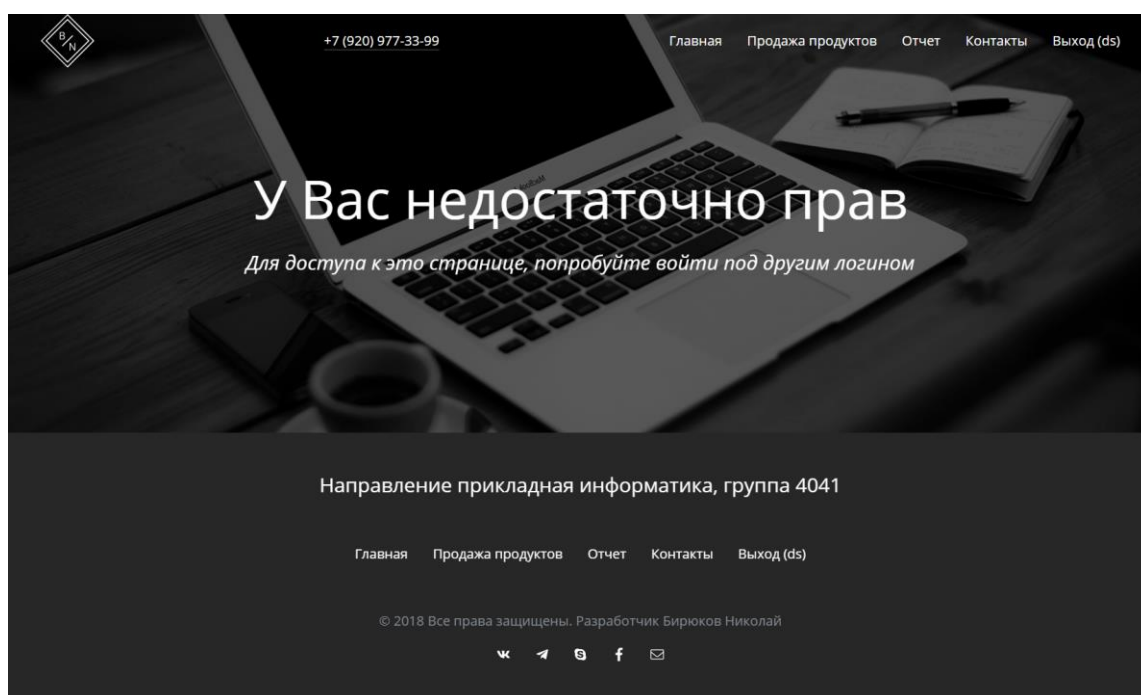 B/N
+7 (920) 977-33-99
Главная Продажа продуктов Отчет Контакты Выход (ds)
У Вас недостаточно прав
Для доступа к это странице, попробуйте войти под другим логином
Направление прикладная информатика, группа 4041
Главная Продажа продуктов Отчет Контакты Выход (ds)
© 2018 Все права защищены. Разработчик Бирюков Николай